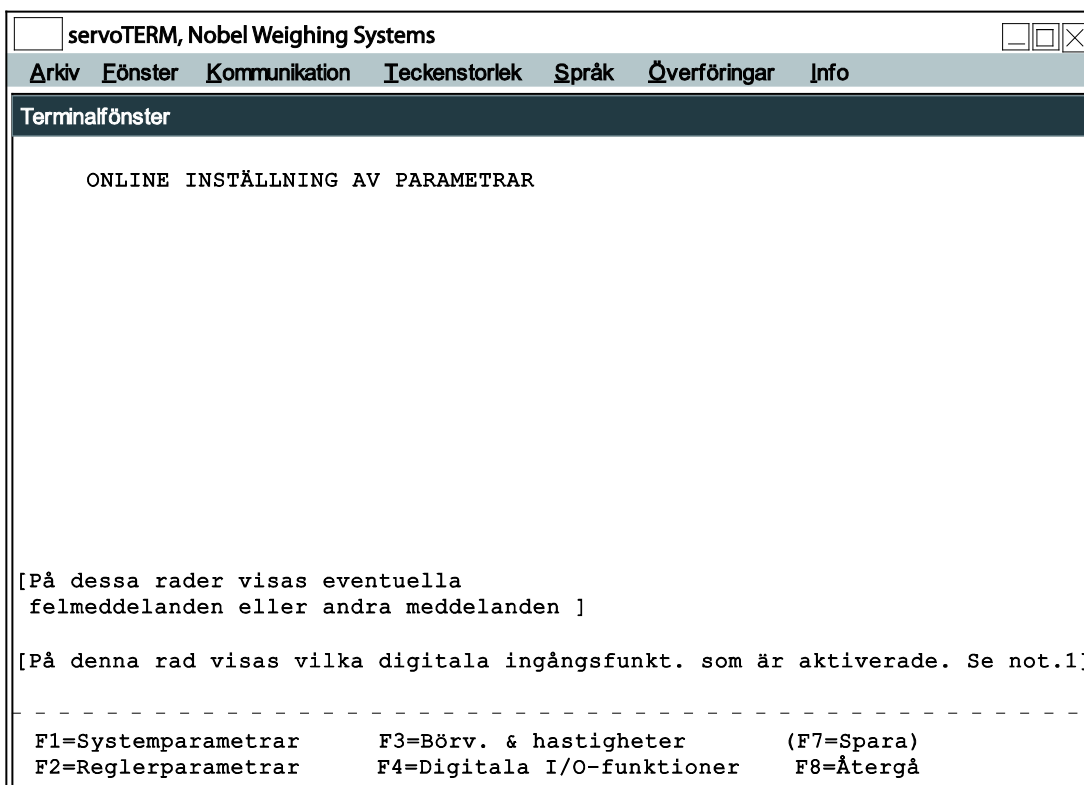 servoTERM, Nobel Weighing Systems
Arkiv Fönster Kommunikation Teckenstorlek Språk Överföringar Info
Terminalfönster
ONLINE INSTÄLLNING AV PARAMETRAR
[På dessa rader visas eventuella
felmeddelanden eller andra meddelanden ]
[På denna rad visas vilka digitala ingångsfunkt. som är aktiverade. Se not.1]
F1=Systemparametrar F3=Börv. & hastigheter (F7=Spara)
F2=Reglerparametrar F4=Digitala I/O-funktioner F8=Återgå